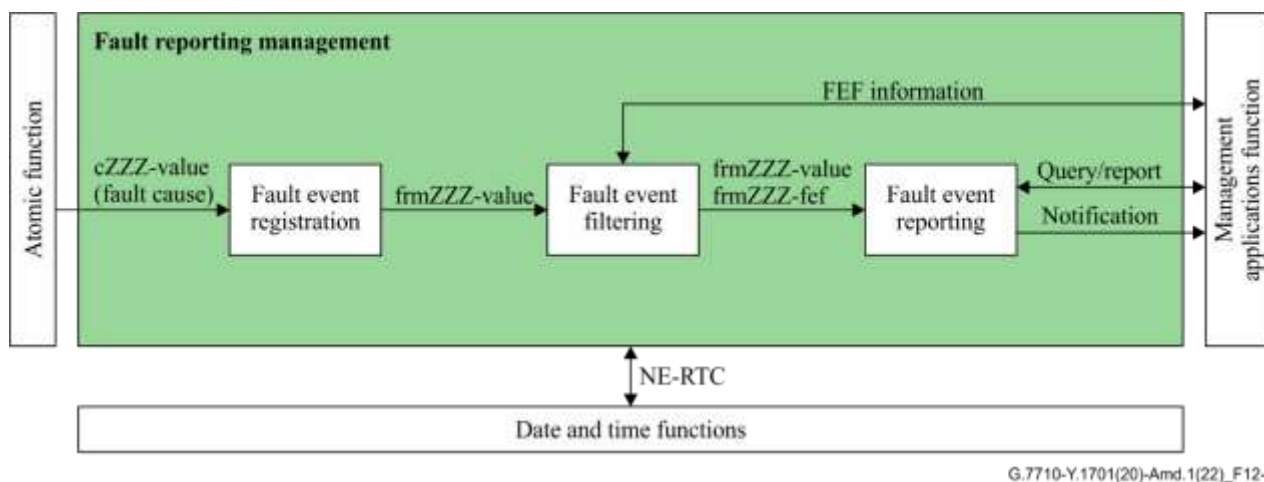 Fault reporting management
FEF information
Atomic function
cZZZ-value
(fault cause)
Fault event
registration
frmZZZ-value
Fault event
filtering
frmZZZ-value
frmZZZ-fef
Fault event
reporting
Query/report
Notification
Management
applications function
NE-RTC
Date and time functions
G.7710-Y.1701(20)-Amd.1(22)_F12-